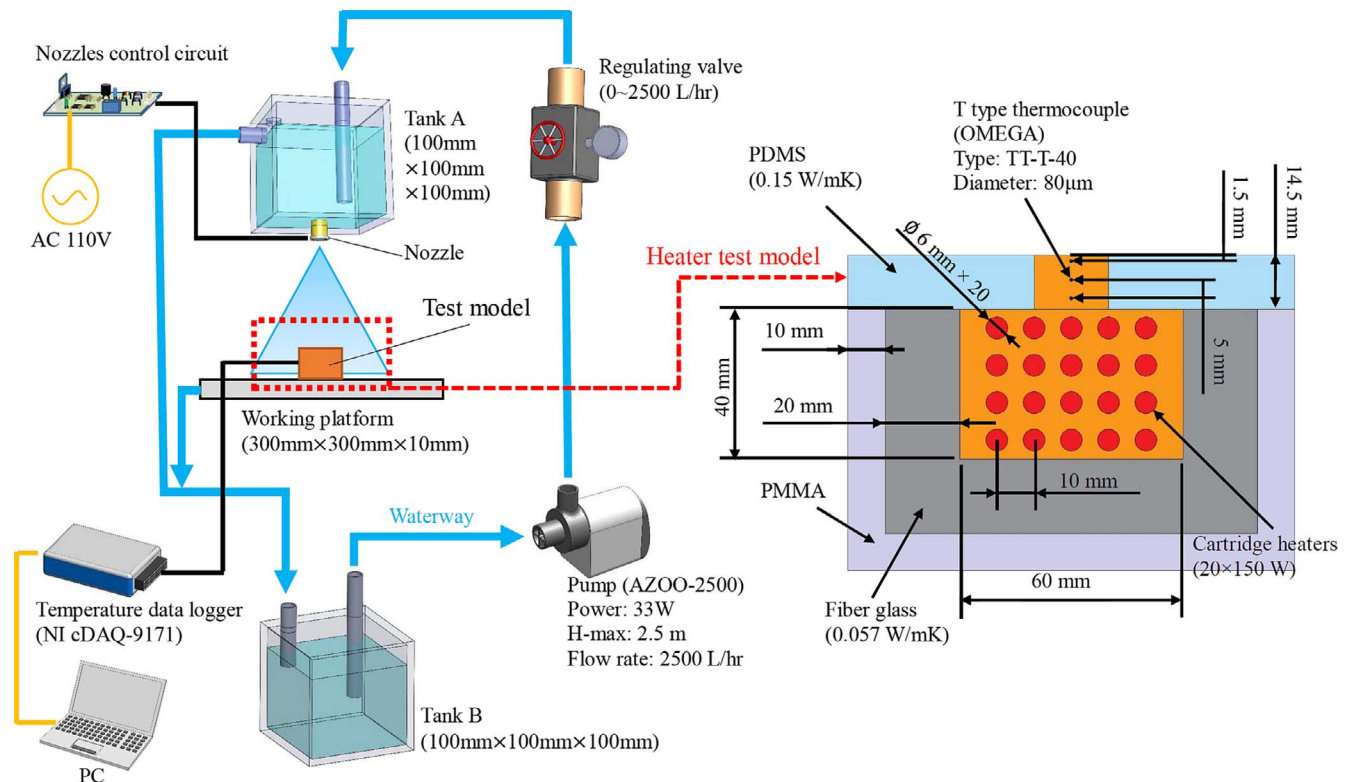 Nozzles control circuit
AC 110V
Tank A
(100mm
×100mm
×100mm)
Nozzle
Test model
Working platform
(300mm×300mm×10mm)
Regulating valve
(0~2500 L/hr)
Waterway
Pump (AZOO-2500)
Power: 33W
H-max: 2.5 m
Flow rate: 2500 L/hr
Temperature data logger
(NI cDAQ-9171)
PC
Tank B
(100mm×100mm×100mm)
Heater test model
PDMS
(0.15 W/mK)
T type thermocouple
(OMEGA)
Type: TT-T-40
Diameter: 80μm
1.5 mm
14.5 mm
Ø 6 mm × 20
10 mm
40 mm
20 mm
5 mm
10 mm
PMMA
Cartridge heaters
(20×150 W)
60 mm
Fiber glass
(0.057 W/mK)